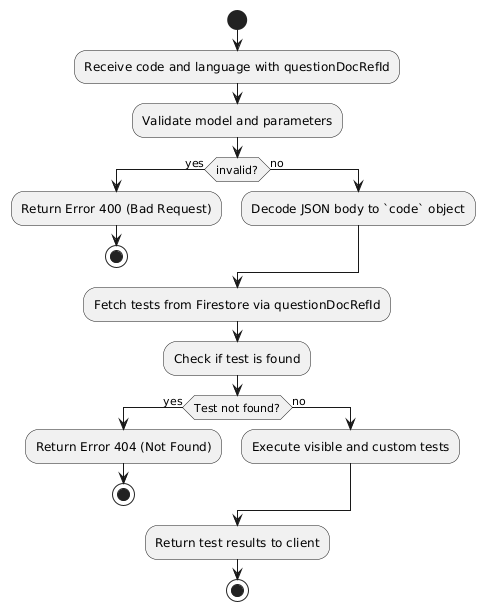 Receive code and language with questionDocRefId
Validate model and parameters
yes
invalid?
no
Return Error 400 (Bad Request)
Decode JSON body to `code` object
Fetch tests from Firestore via questionDocRefId
Check if test is found
yes
Test not found?
no
Return Error 404 (Not Found)
Execute visible and custom tests
Return test results to client